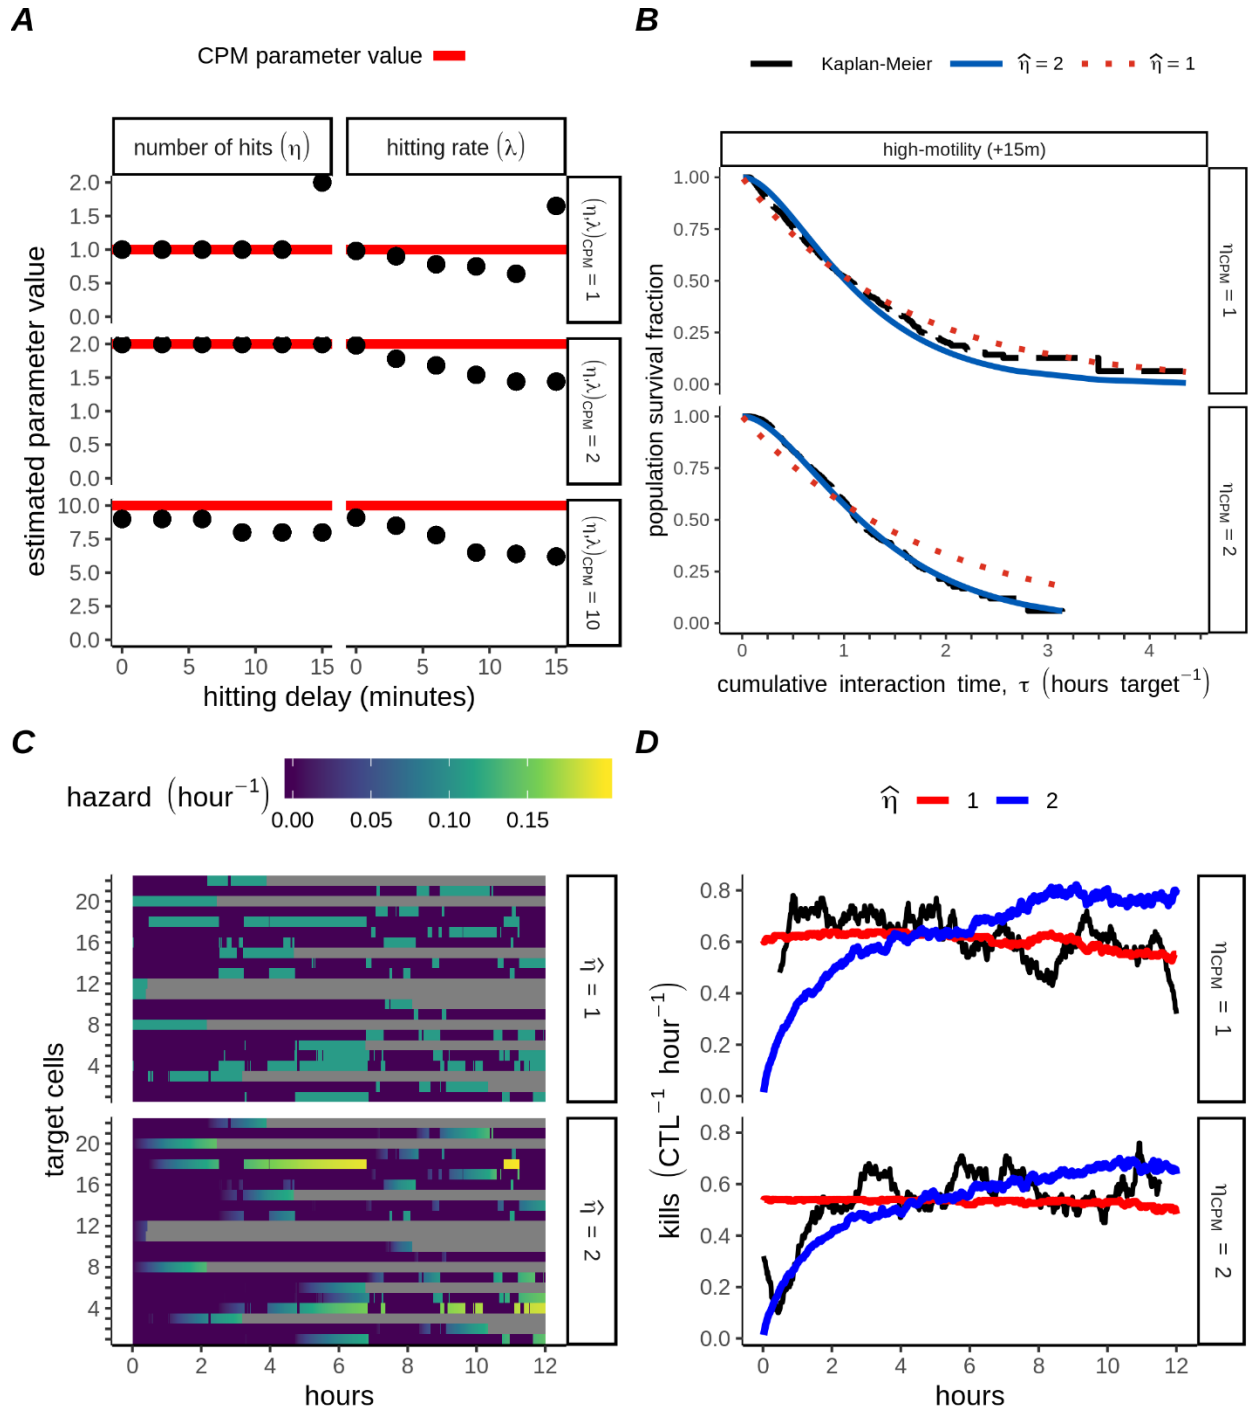 A
CPM parameter value
number of hits (η)
hitting rate (λ)
estimated parameter value
2.0
1.0
0.5
0.0
(η,λ)CPM = 1
2.0
1.5
1.0
0.0
(η,λ)CPM = 2
10.0
7.5
5.0
2.5
0.0
(η,λ)CPM = 10
0 5 10 15 0 5 10 15
hitting delay (minutes)
B
Kaplan-Meier η̂ = 2 η̂ = 1
high-motility (+15m)
population survival fraction
1.00
0.75
0.50
0.25
0.00
ηCPM = 1
1.00
0.75
0.50
0.25
0.00
ηCPM = 2
0 1 2 3 4
cumulative interaction time, τ (hours target⁻¹)
C
hazard (hour⁻¹)
0.00 0.05 0.10 0.15
target cells
20
16
12
8
4
η̂ = 1
20
16
12
8
4
η̂ = 2
0 2 4 6 8 10 12
hours
D
η̂ 1 2
kills (CTL⁻¹ hour⁻¹)
0.8
0.6
0.4
0.2
0.0
ηCPM = 1
0.8
0.6
0.4
0.2
0.0
ηCPM = 2
0 2 4 6 8 10 12
hours